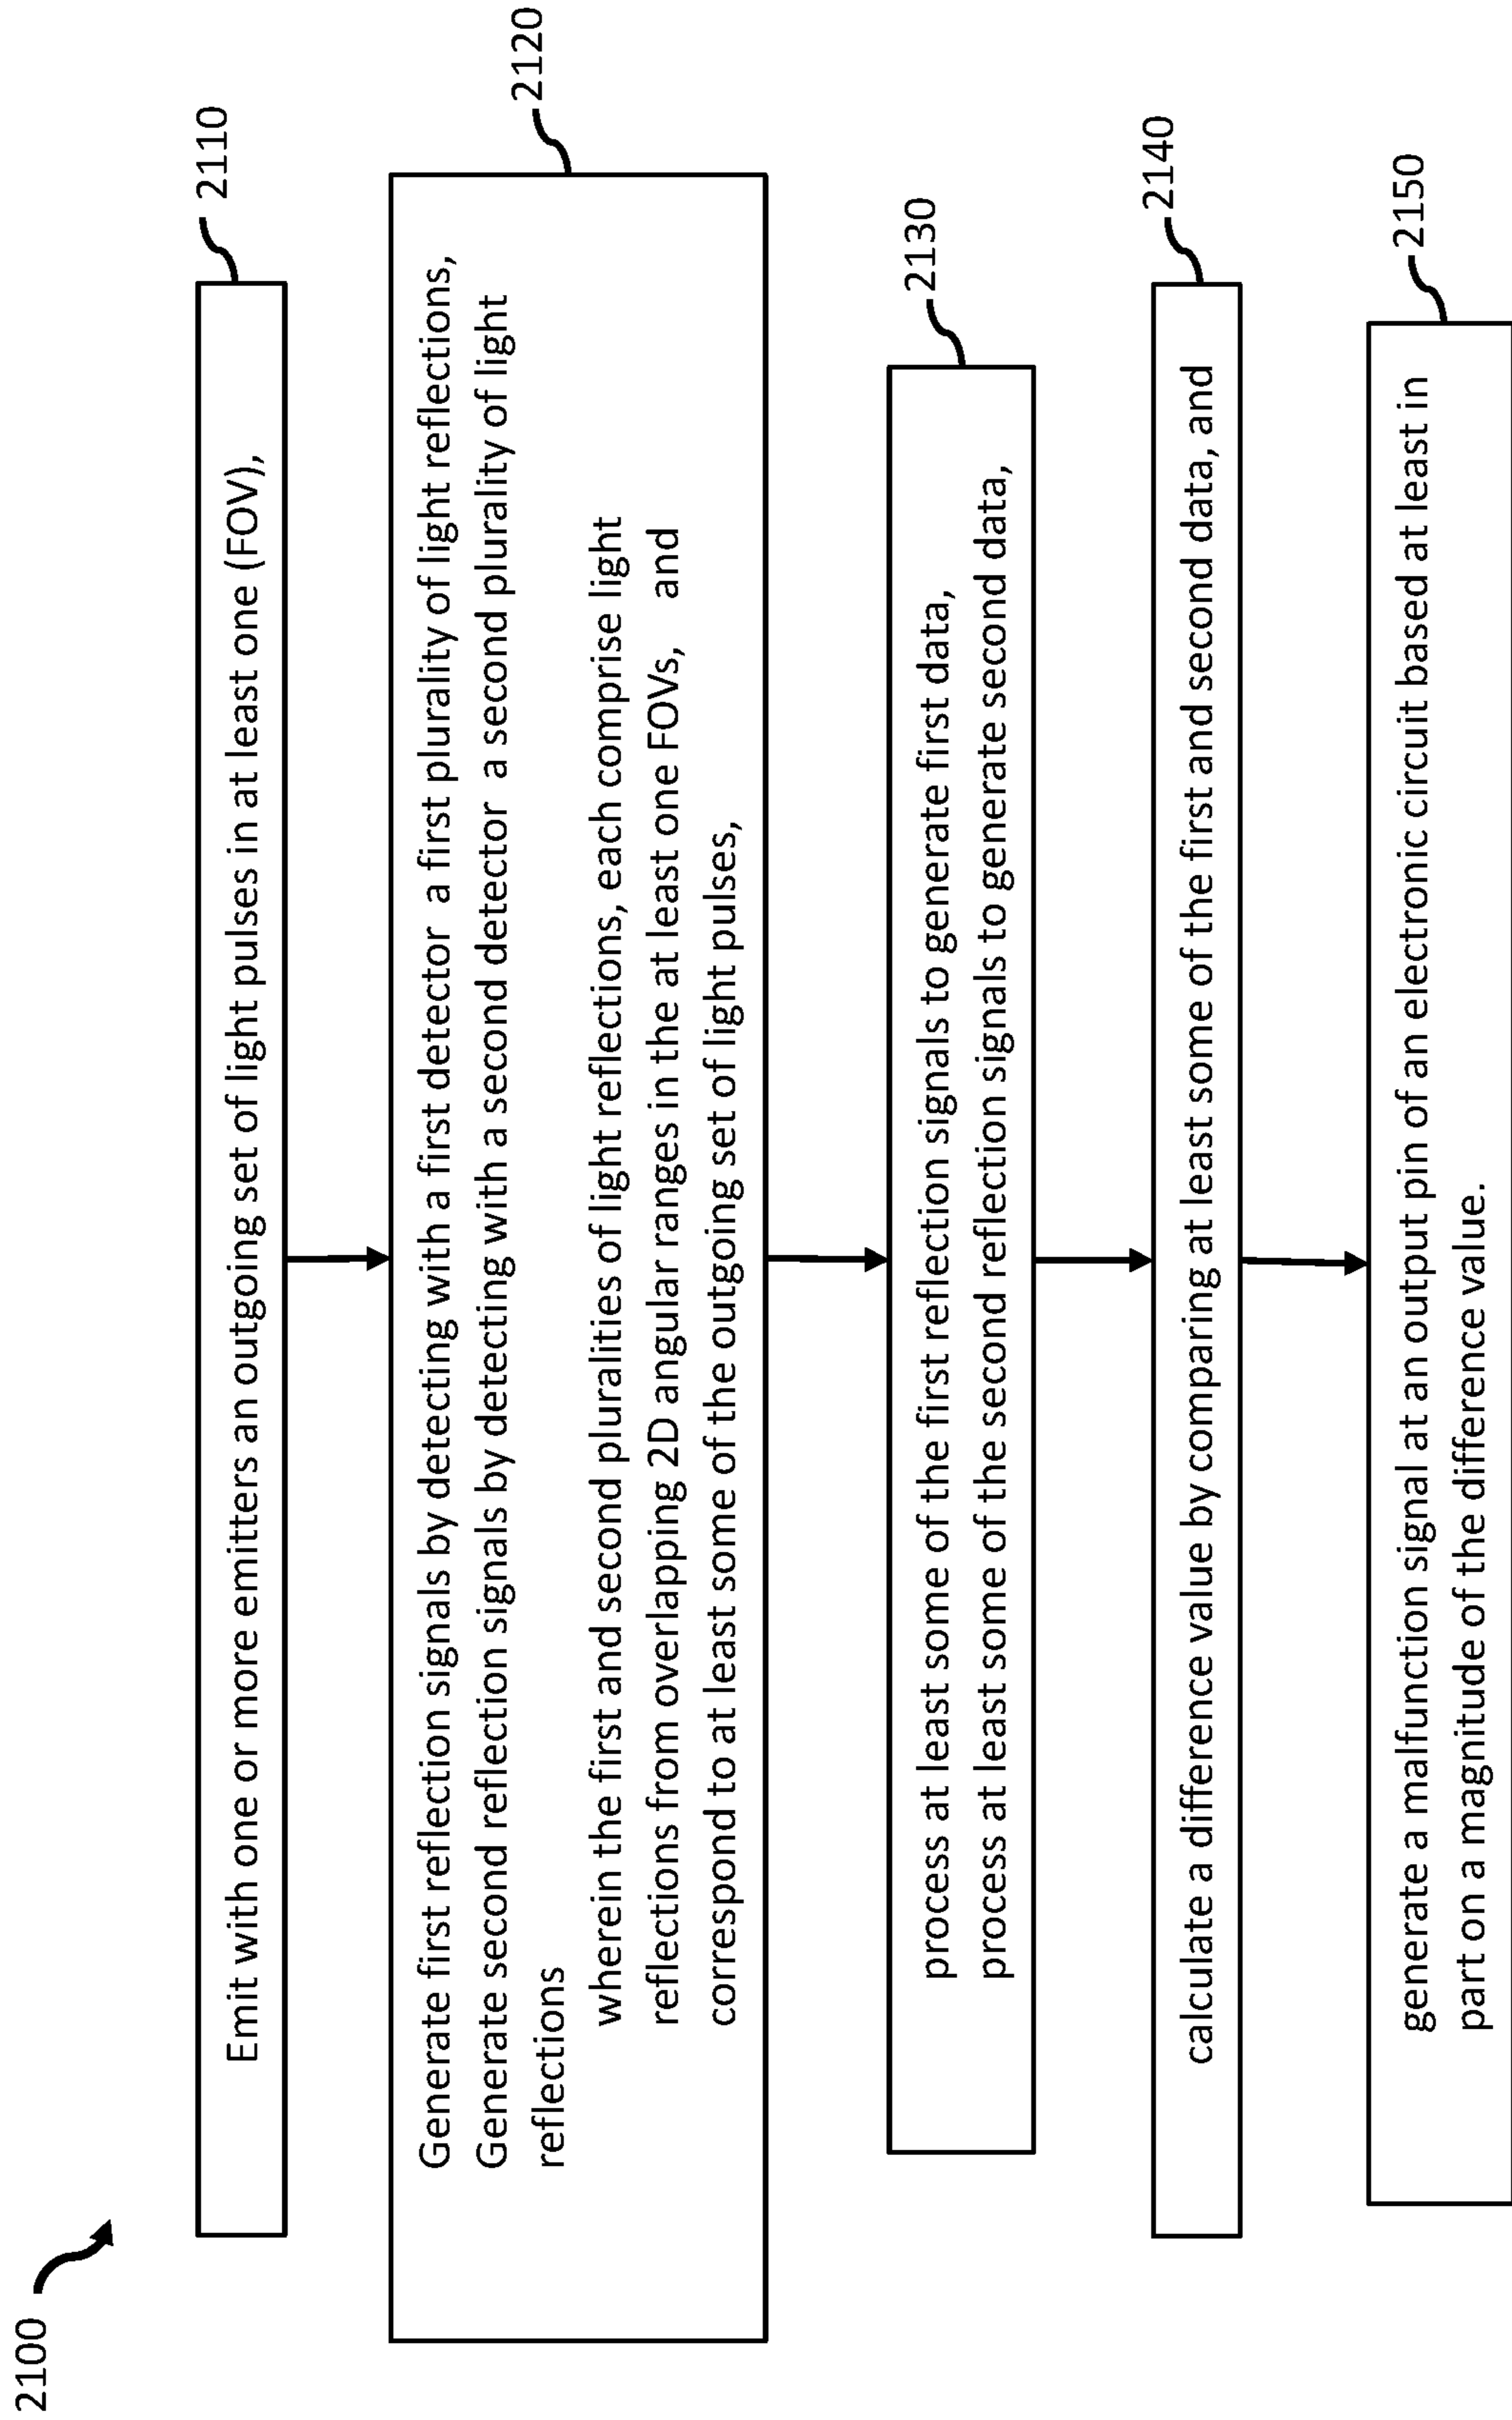 2100
2110
Emit with one or more emitters an outgoing set of light pulses in at least one (FOV),
2120
Generate first reflection signals by detecting with a first detector a first plurality of light reflections,
Generate second reflection signals by detecting with a second detector a second plurality of light
reflections
wherein the first and second pluralities of light reflections, each comprise light
reflections from overlapping 2D angular ranges in the at least one FOVs, and
correspond to at least some of the outgoing set of light pulses,
2130
process at least some of the first reflection signals to generate first data,
process at least some of the second reflection signals to generate second data,
2140
calculate a difference value by comparing at least some of the first and second data, and
2150
generate a malfunction signal at an output pin of an electronic circuit based at least in
part on a magnitude of the difference value.